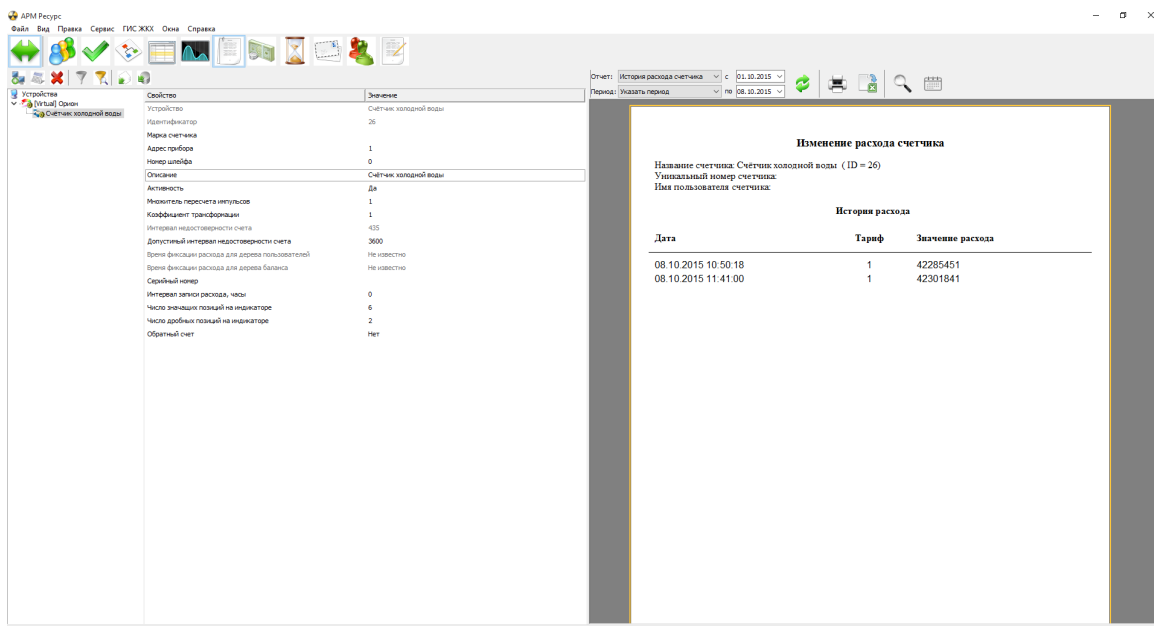 АРМ Ресурс
Файл Вид Правка Сервис ГИС ЖКХ Окна Справка
Отчет: История расхода счетчика с 01.10.2015
Период: Указать период по 08.10.2015
Устройства
[Virtual] Орион
Счётчик холодной воды
Свойство Значение
Устройство Счётчик холодной воды
Идентификатор 26
Марка счетчика
Адрес прибора 1
Номер шлейфа 0
Описание Счётчик холодной воды
Активность Да
Множитель пересчета импульсов 1
Коэффициент трансформации 1
Интервал недостоверности счета 435
Допустимый интервал недостоверности счета 3600
Время фиксации расхода для дерева пользователей Не известно
Время фиксации расхода для дерева баланса Не известно
Серийный номер
Интервал записи расхода, часы 0
Число значащих позиций на индикаторе 6
Число дробных позиций на индикаторе 2
Обратный счет Нет
Изменение расхода счетчика
Название счетчика: Счётчик холодной воды ( ID = 26)
Уникальный номер счетчика:
Имя пользователя счетчика:
История расхода
Дата Тариф Значение расхода
08.10.2015 10:50:18 1 42285451
08.10.2015 11:41:00 1 42301841